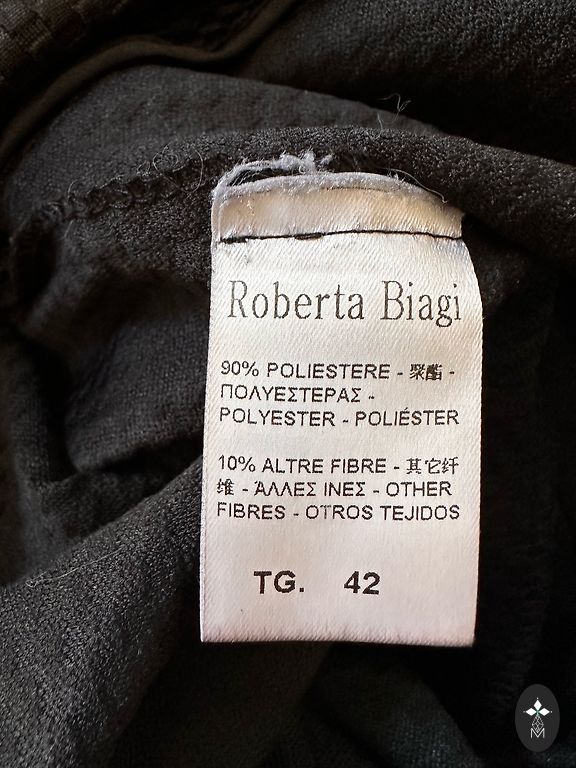 Roberta Biagi
90% POLIESTERE - 聚酯 -
ΠΟΛΥΕΣΤΕΡΑΣ -
POLYESTER - POLIÉSTER
10% ALTRE FIBRE - 其它纤
维 - ΆΛΛΕΣ ΙΝΕΣ - OTHER
FIBRES - OTROS TEJIDOS
TG. 42
M